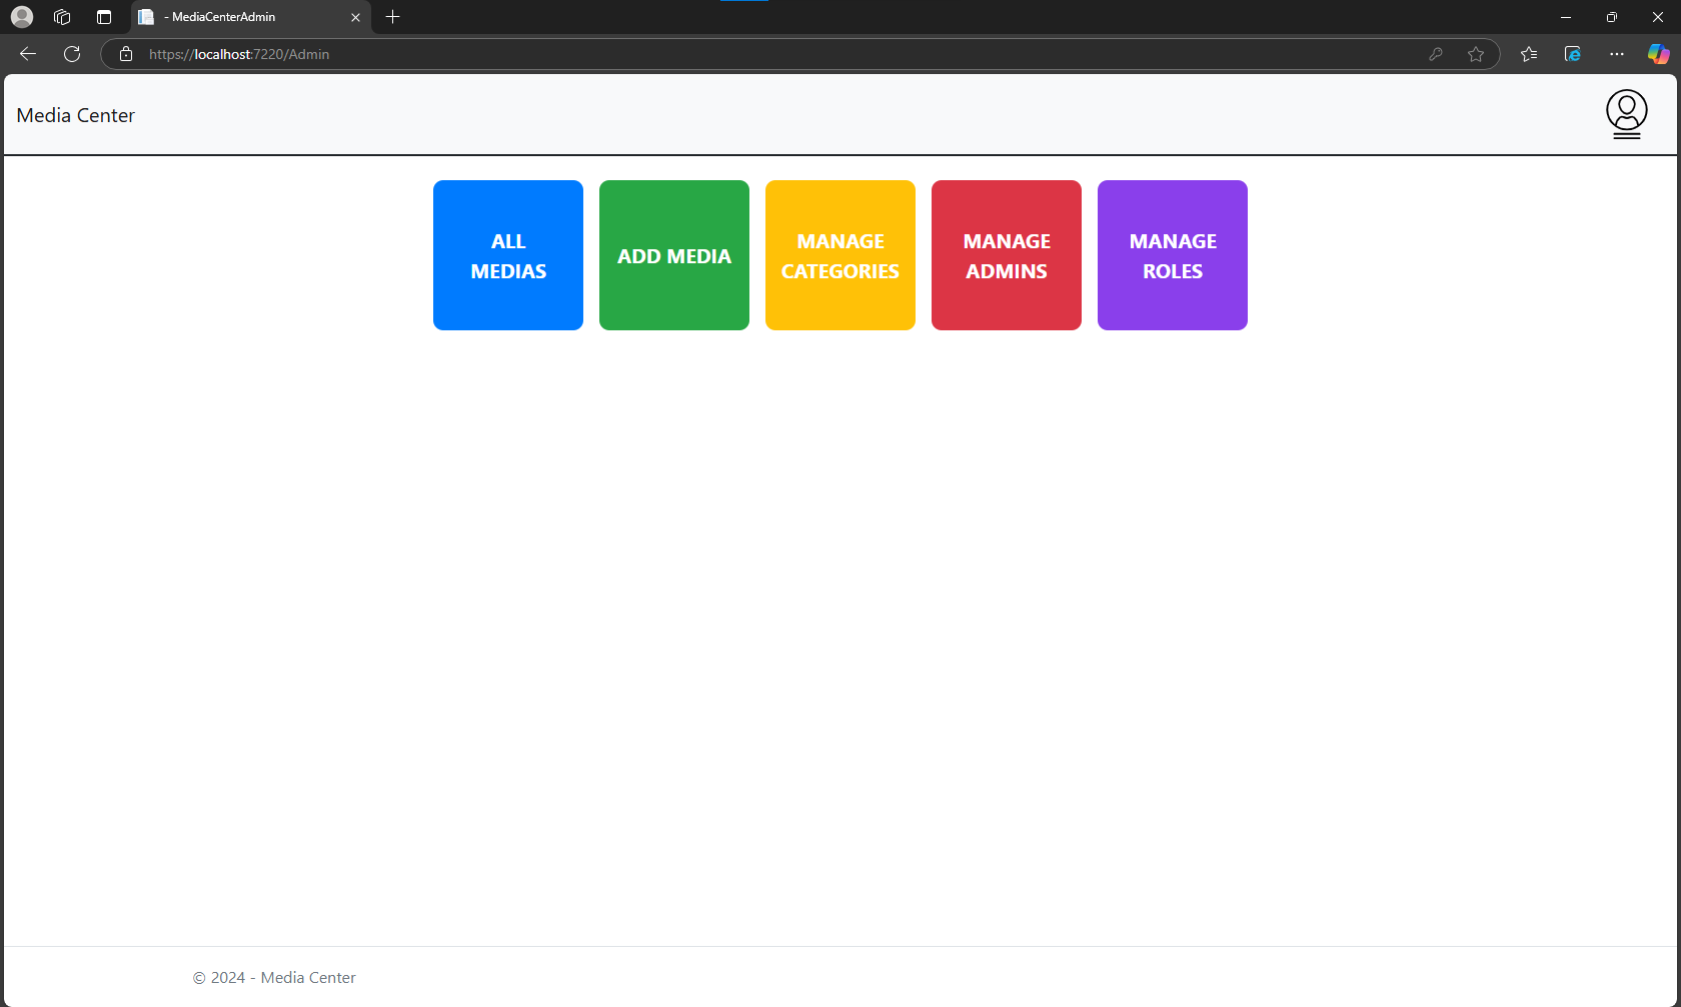 - MediaCenterAdmin
https://localhost:7220/Admin
Media Center
ALL
MEDIAS
ADD MEDIA
MANAGE
CATEGORIES
MANAGE
ADMINS
MANAGE
ROLES
© 2024 - Media Center